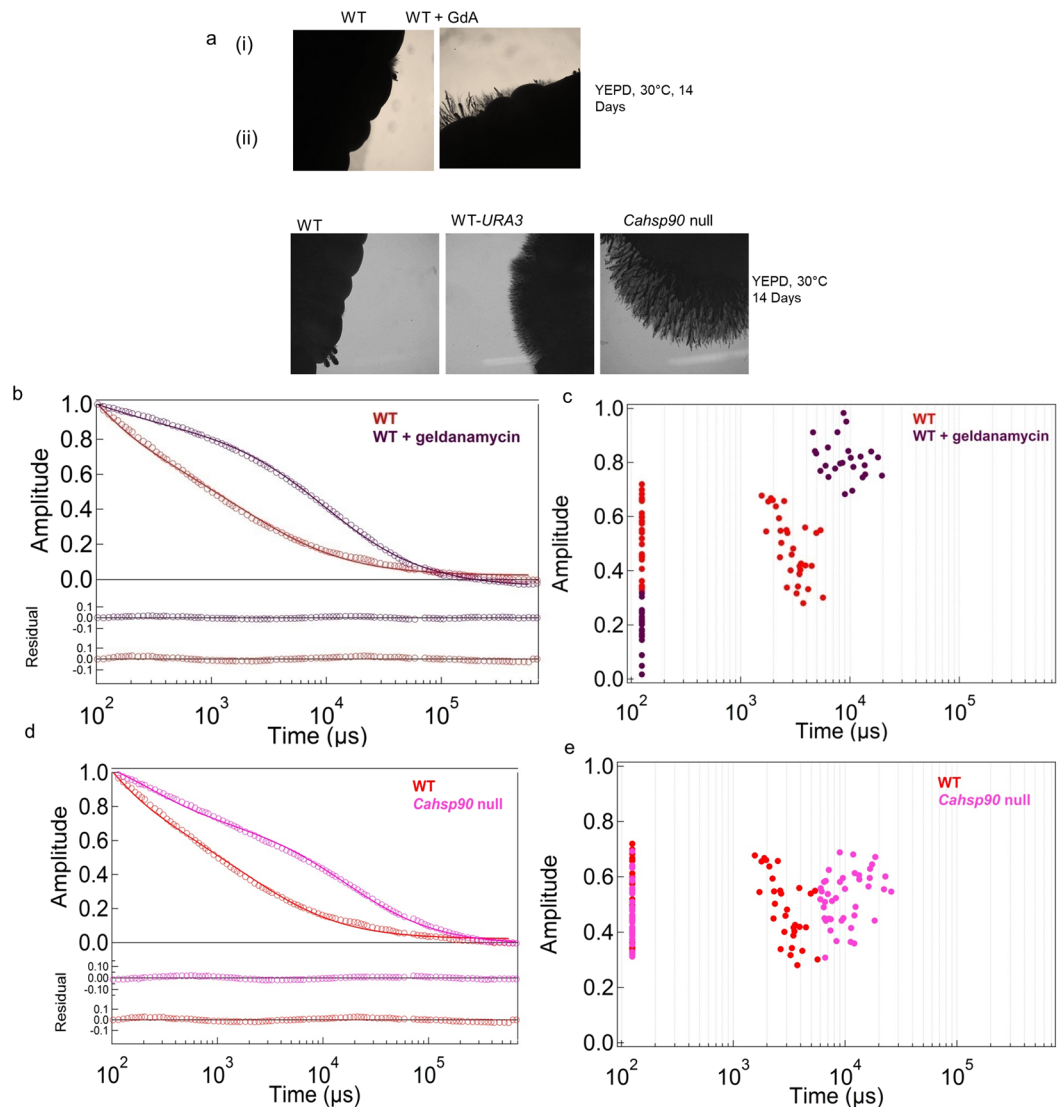 WT WT + GdA
a (i)
YEPD, 30°C, 14
Days
(ii)
WT WT-URA3 Cahsp90 null
YEPD, 30°C
14 Days
b
1.0
0.8
0.6
0.4
0.2
0.0
Amplitude
WT
WT + geldanamycin
0.1
0.0
-0.1
0.1
0.0
-0.1
Residual
10² 10³ 10⁴ 10⁵
Time (µs)
c
1.0
0.8
0.6
0.4
0.2
0.0
Amplitude
WT
WT + geldanamycin
10² 10³ 10⁴ 10⁵
Time (µs)
d
1.0
0.8
0.6
0.4
0.2
0.0
Amplitude
WT
Cahsp90 null
0.10
0.00
-0.10
0.1
0.0
-0.1
Residual
10² 10³ 10⁴ 10⁵
Time (µs)
e
1.0
0.8
0.6
0.4
0.2
0.0
Amplitude
WT
Cahsp90 null
10² 10³ 10⁴ 10⁵
Time (µs)